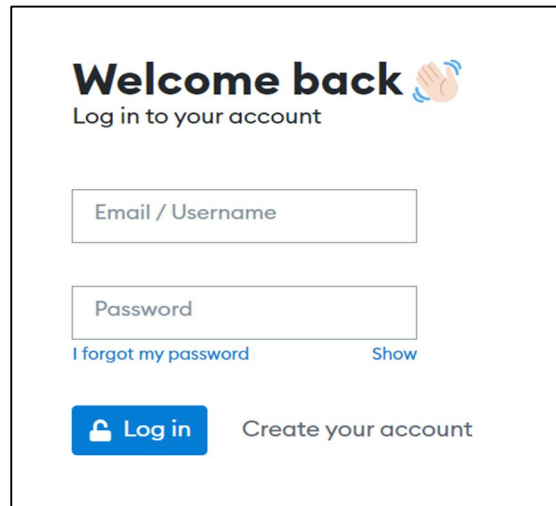 Welcome back 👋
Log in to your account
Email / Username
Password
I forgot my password Show
Log in Create your account